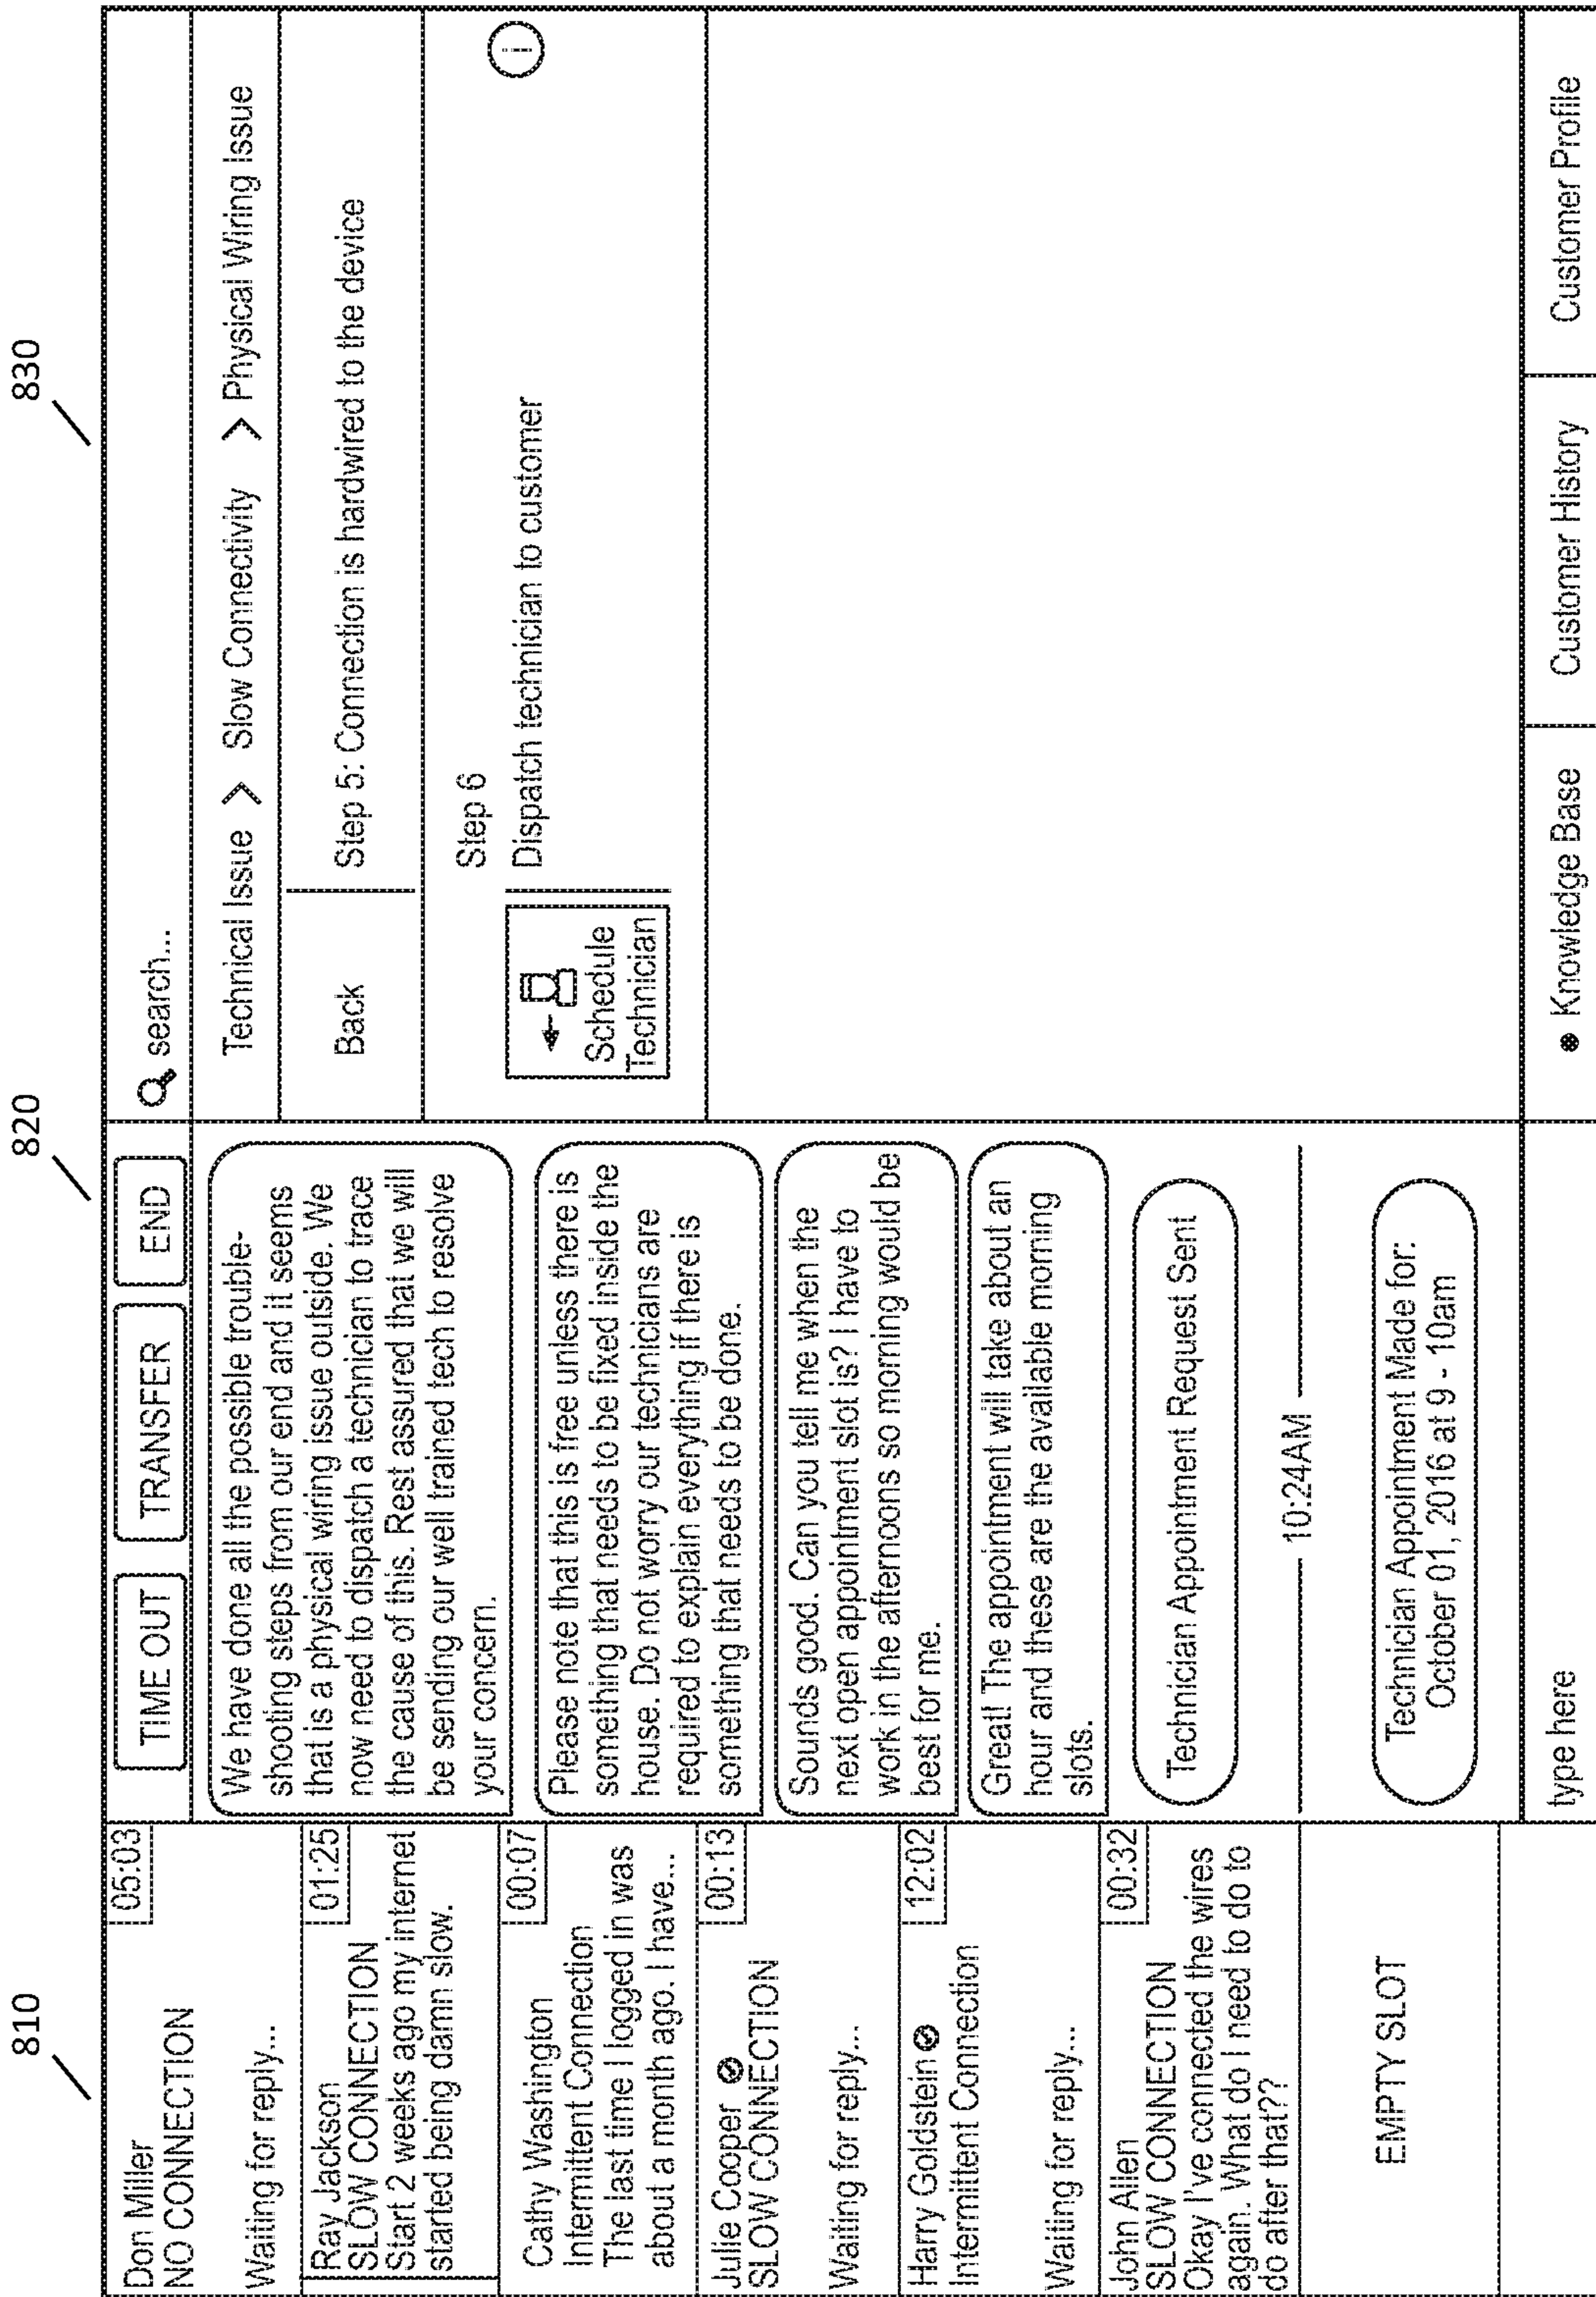 810
820
830
Don Miller
05:03
NO CONNECTION
Waiting for reply...
Ray Jackson
01:25
SLOW CONNECTION
Start 2 weeks ago my internet
started being damn slow.
Cathy Washington
00:07
Intermittent Connection
The last time I logged in was
about a month ago. I have...
Julie Cooper
00:13
SLOW CONNECTION
Waiting for reply...
Harry Goldstein
12:02
Intermittent Connection
Waiting for reply...
John Allen
00:32
SLOW CONNECTION
Okay I've connected the wires
again. What do I need to do to
do after that??
EMPTY SLOT
TIME OUT
TRANSFER
END
We have done all the possible trouble-
shooting steps from our end and it seems
that is a physical wiring issue outside. We
now need to dispatch a technician to trace
the cause of this. Rest assured that we will
be sending our well trained tech to resolve
your concern.
Please note that this is free unless there is
something that needs to be fixed inside the
house. Do not worry our technicians are
required to explain everything if there is
something that needs to be done.
Sounds good. Can you tell me when the
next open appointment slot is? I have to
work in the afternoons so morning would be
best for me.
Great! The appointment will take about an
hour and these are the available morning
slots.
Technician Appointment Request Sent
10:24AM
Technician Appointment Made for:
October 01, 2016 at 9 - 10am
type here
search...
Technical Issue > Slow Connectivity > Physical Wiring Issue
Back
Step 5: Connection is hardwired to the device
Step 6
Dispatch technician to customer
i
Schedule
Technician
• Knowledge Base
Customer History
Customer Profile